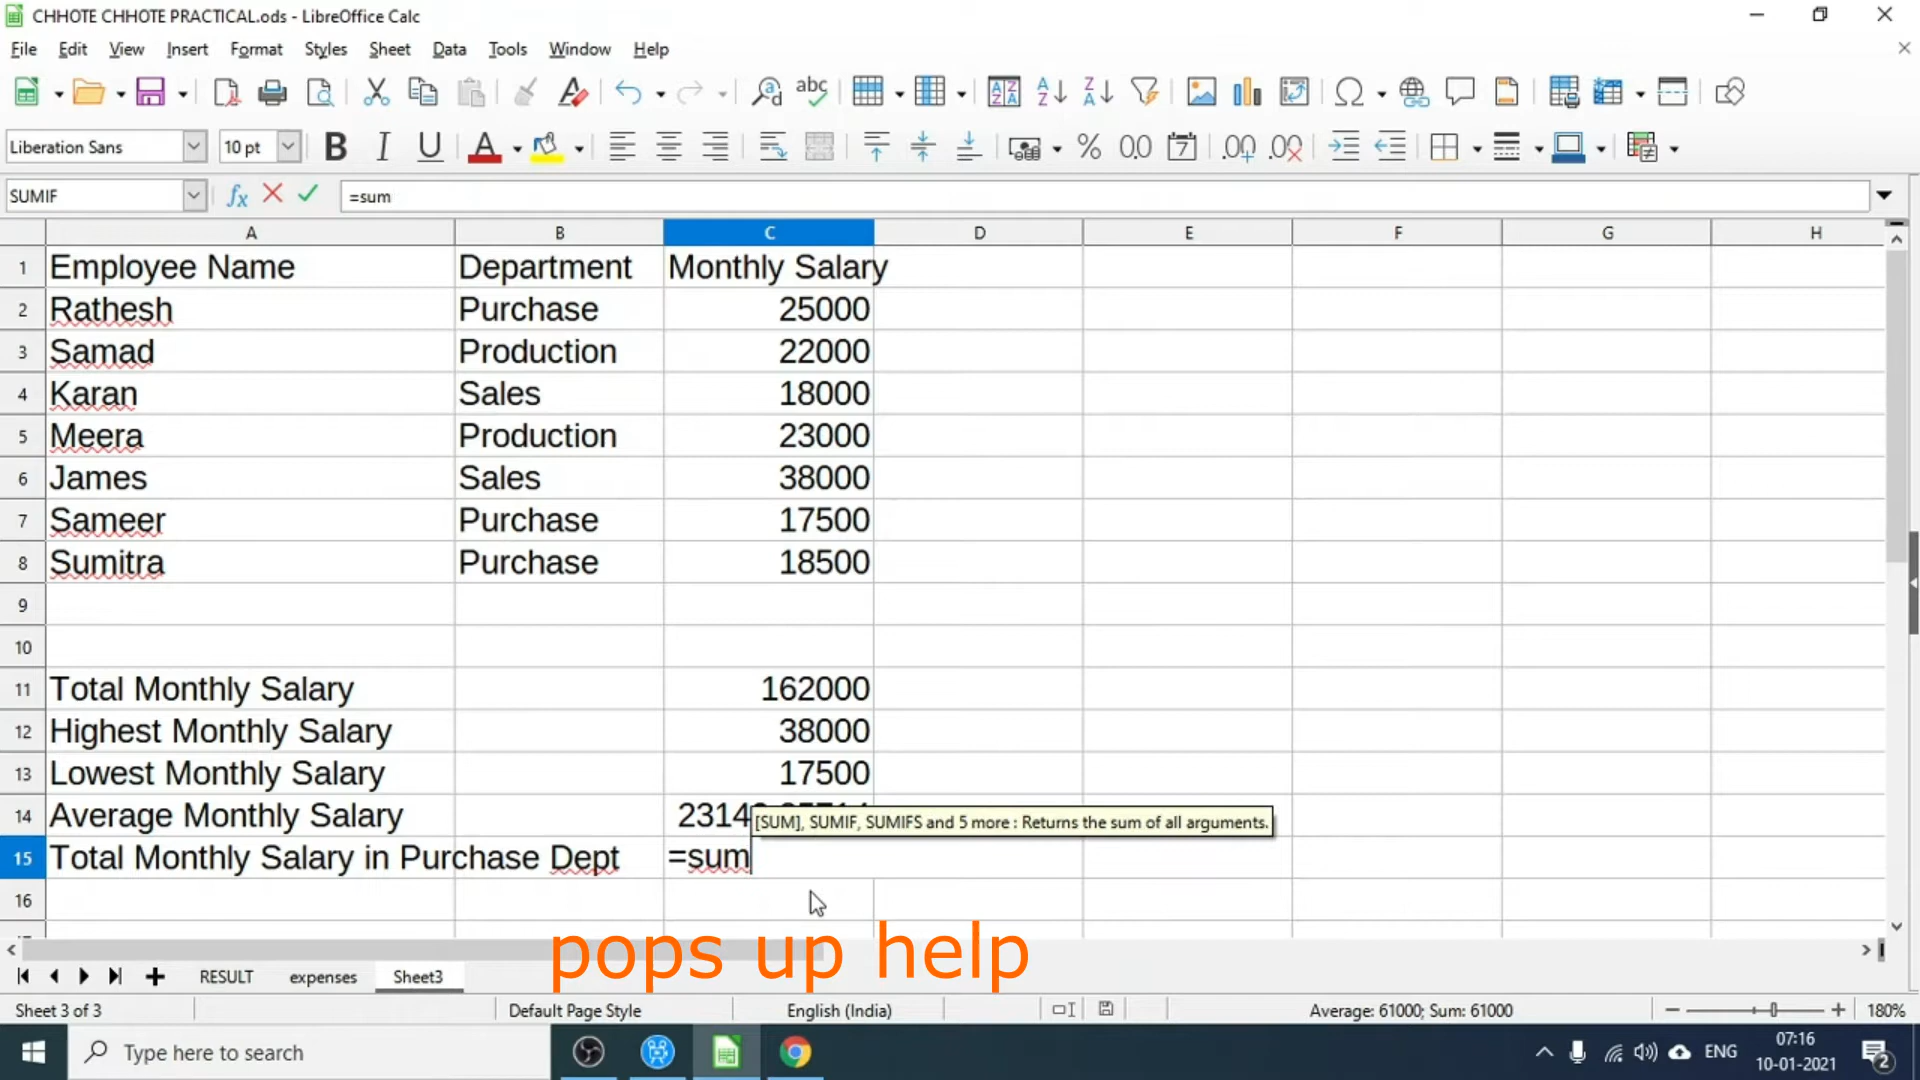 CHHOTE CHHOTE PRACTICAL.ods - LibreOffice Calc
File Edit View Insert Format Styles Sheet Data Tools Window Help
Liberation Sans 10 pt
SUMIF =sum
A B C D E F G H
1 Employee Name Department Monthly Salary
2 Rathesh Purchase 25000
3 Samad Production 22000
4 Karan Sales 18000
5 Meera Production 23000
6 James Sales 38000
7 Sameer Purchase 17500
8 Sumitra Purchase 18500
9
10
11 Total Monthly Salary 162000
12 Highest Monthly Salary 38000
13 Lowest Monthly Salary 17500
14 Average Monthly Salary 2314
[SUM], SUMIF, SUMIFS and 5 more : Returns the sum of all arguments.
15 Total Monthly Salary in Purchase Dept =sum
16
pops up help
RESULT expenses Sheet3
Sheet 3 of 3 Default Page Style English (India) Average: 61000; Sum: 61000 180%
Type here to search ENG 07:16
10-01-2021 2